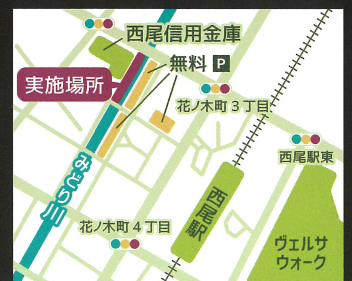 西尾信用金庫
無料 P
実施場所
花ノ木町3丁目
西尾駅東
みどり川
西尾駅
花ノ木町4丁目
ヴェルサ
ウォーク